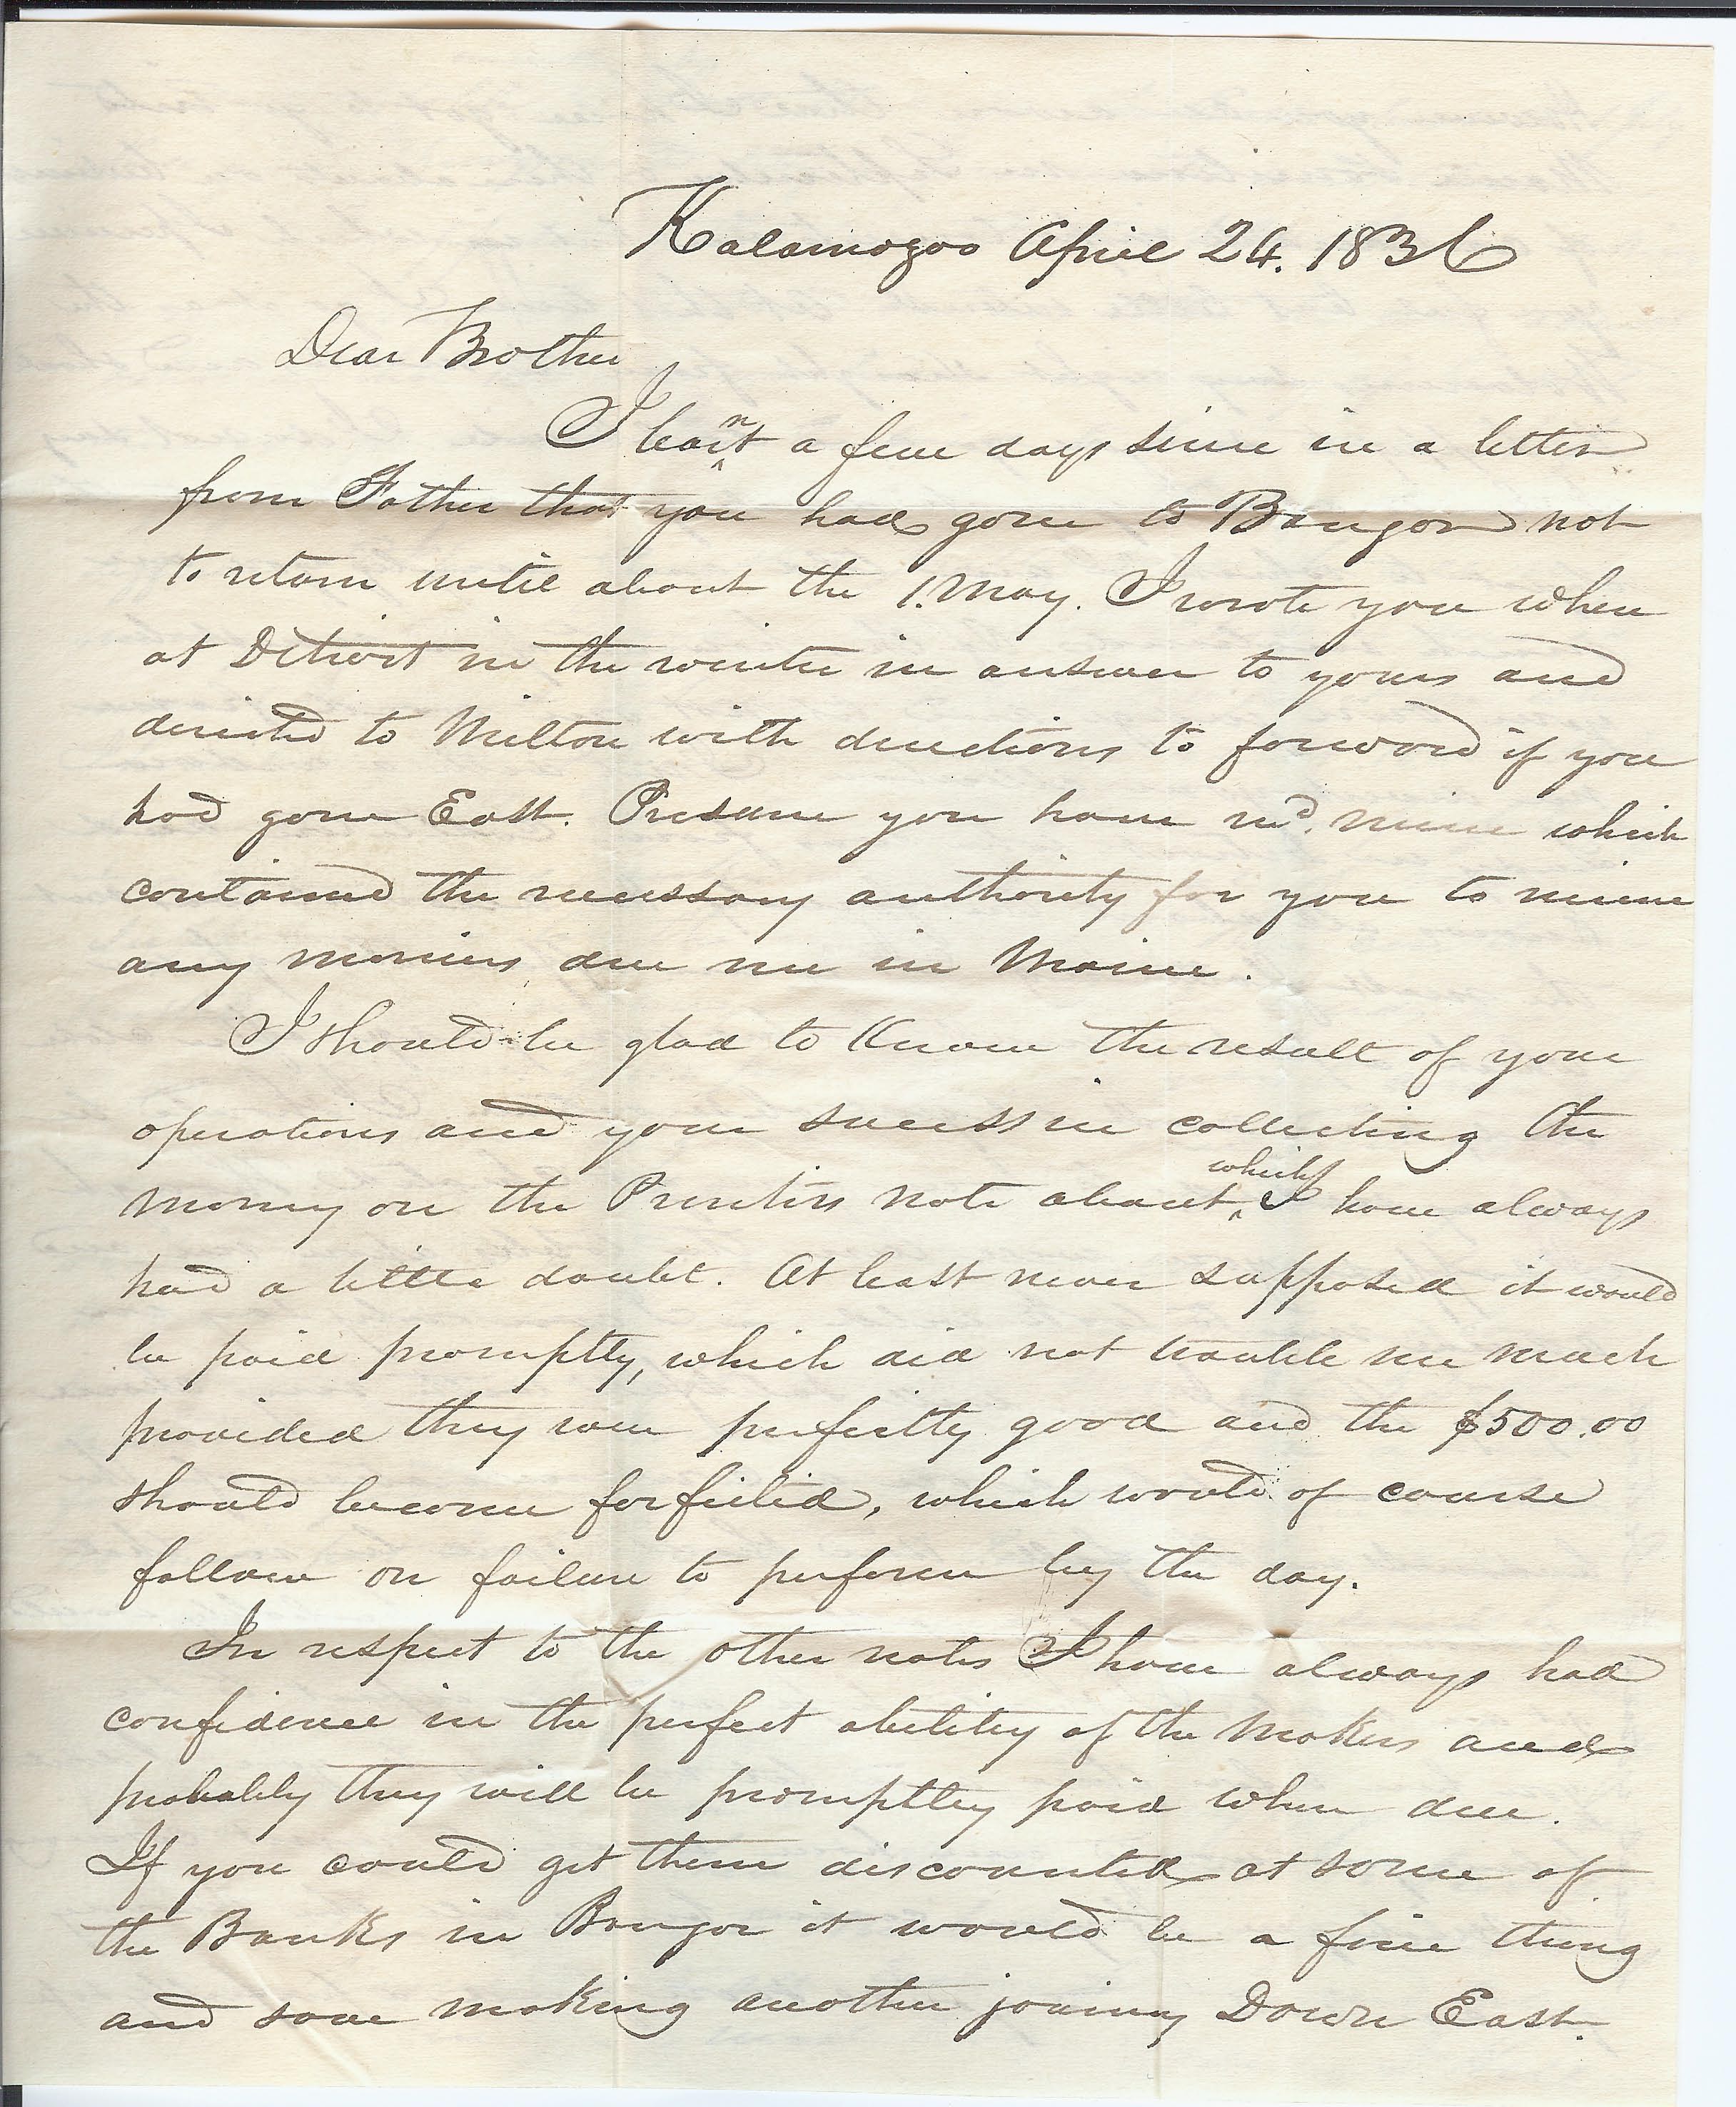 Kalamazoo April 24. 1836
Dear Brother
I learnt a few days since in a letter
from Father that you had gone to Bangor not
to return until about the 1. May. I wrote you when
at Detroit in the winter in answer to yours and
directed to Milton with directions to forward if you
had gone East. Presume you have recd. mine which
contained the necessary authority for you to receive
any monies due me in Maine.
I should be glad to Know the result of your
operations and your success in collecting the
money on the Prentiss note about which I have always
had a little doubt. At least never supposed it would
be paid promptly, which did not trouble me much
provided they were perfectly good and the $500.00
should become forfeited, which would of course
follow on failure to perform by the day.
In respect to the other notes I have always had
confidence in the perfect ability of the Makers and
probably they will be promptly paid when due.
If you could get them discounted at some of
the Banks in Bangor it would be a fine thing
and save making another journey Down East.